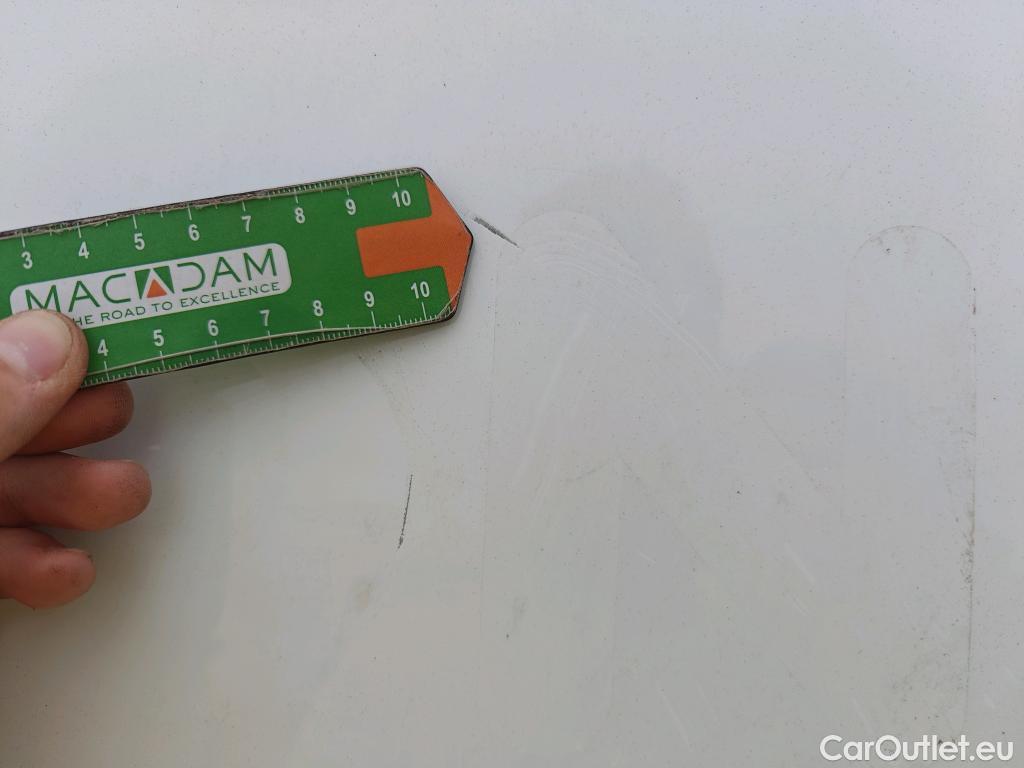 3 4 5 6 7 8 9 10
MACADAM
HE ROAD TO EXCELLENCE
4 5 6 7 8 9 10
CarOutlet.eu